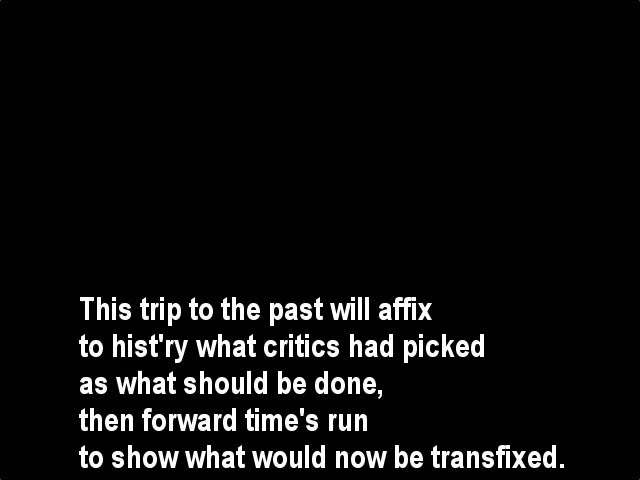 This trip to the past will affix
to hist'ry what critics had picked
as what should be done,
then forward time's run
to show what would now be transfixed.